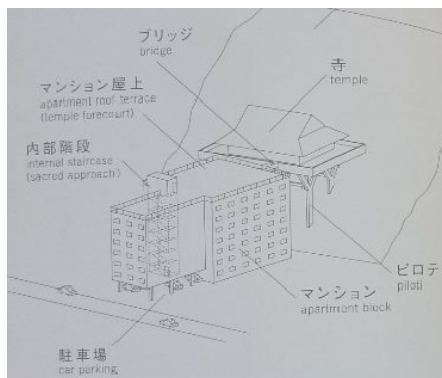 ブリッジ
bridge
寺
temple
マンション屋上
apartment roof terrace
(temple forecourt)
内部階段
internal staircase
(sacred approach)
ピロテ
piloti
マンション
apartment block
駐車場
car parking